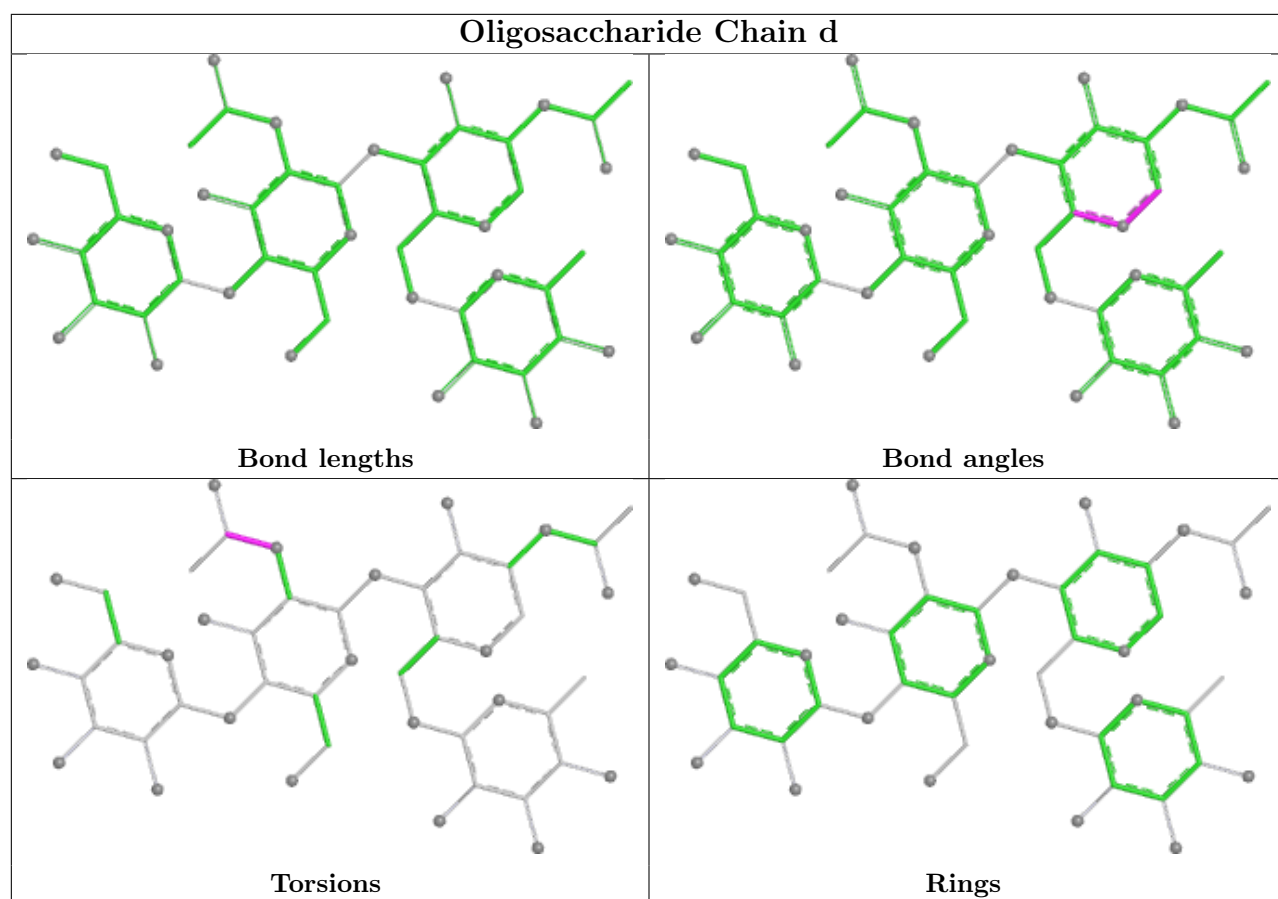 Oligosaccharide Chain d
Bond lengths
Bond angles
Torsions
Rings